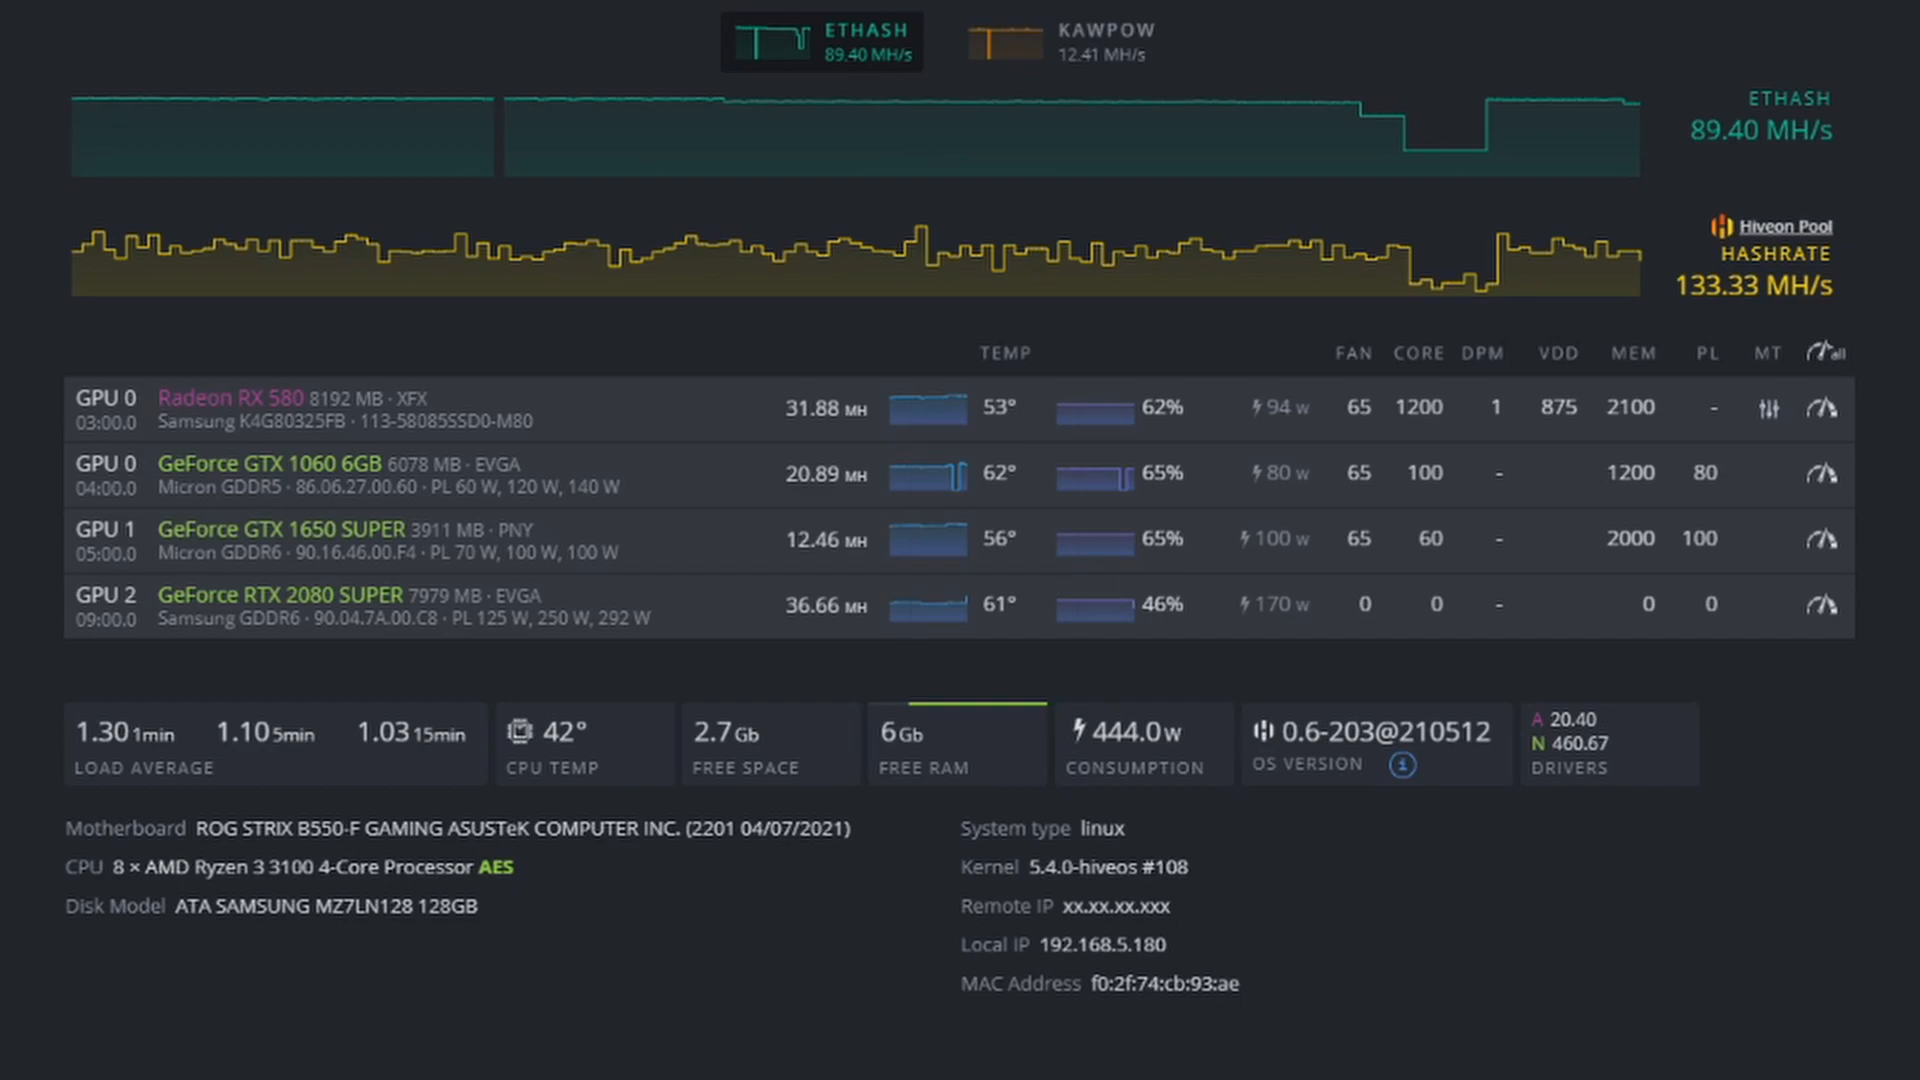 ETHASH
89.40 MH/s
KAWPOW
12.41 MH/s
ETHASH
89.40 MH/s
Hiveon Pool
HASHRATE
133.33 MH/s
TEMP FAN CORE DPM VDD MEM PL MT all
GPU 0 Radeon RX 580 8192 MB · XFX
03:00.0 Samsung K4G80325FB · 113-58085SSD0-M80
31.88 MH 53° 62% 94 W 65 1200 1 875 2100 -
GPU 0 GeForce GTX 1060 6GB 6078 MB · EVGA
04:00.0 Micron GDDR5 · 86.06.27.00.60 · PL 60 W, 120 W, 140 W
20.89 MH 62° 65% 80 W 65 100 - 1200 80
GPU 1 GeForce GTX 1650 SUPER 3911 MB · PNY
05:00.0 Micron GDDR6 · 90.16.46.00.F4 · PL 70 W, 100 W, 100 W
12.46 MH 56° 65% 100 W 65 60 - 2000 100
GPU 2 GeForce RTX 2080 SUPER 7979 MB · EVGA
09:00.0 Samsung GDDR6 · 90.04.7A.00.C8 · PL 125 W, 250 W, 292 W
36.66 MH 61° 46% 170 W 0 0 - 0 0
1.30 1min 1.10 5min 1.03 15min
LOAD AVERAGE
42°
CPU TEMP
2.7 Gb
FREE SPACE
6 Gb
FREE RAM
444.0 W
CONSUMPTION
0.6-203@210512
OS VERSION i
A 20.40
N 460.67
DRIVERS
Motherboard ROG STRIX B550-F GAMING ASUSTeK COMPUTER INC. (2201 04/07/2021)
CPU 8 × AMD Ryzen 3 3100 4-Core Processor AES
Disk Model ATA SAMSUNG MZ7LN128 128GB
System type linux
Kernel 5.4.0-hiveos #108
Remote IP xx.xx.xx.xxx
Local IP 192.168.5.180
MAC Address f0:2f:74:cb:93:ae